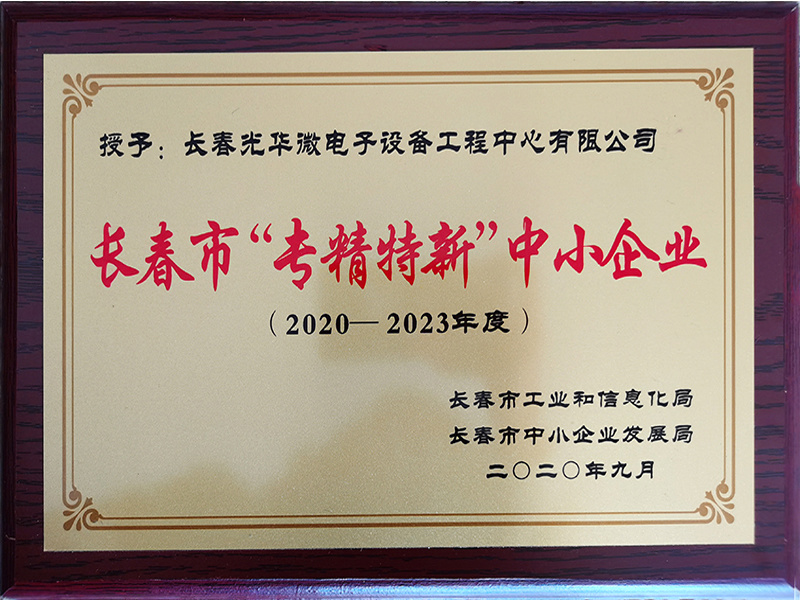 授予：长春光华微电子设备工程中心有限公司
长春市“专精特新”中小企业
（2020—2023年度）
长春市工业和信息化局
长春市中小企业发展局
二〇二〇年九月